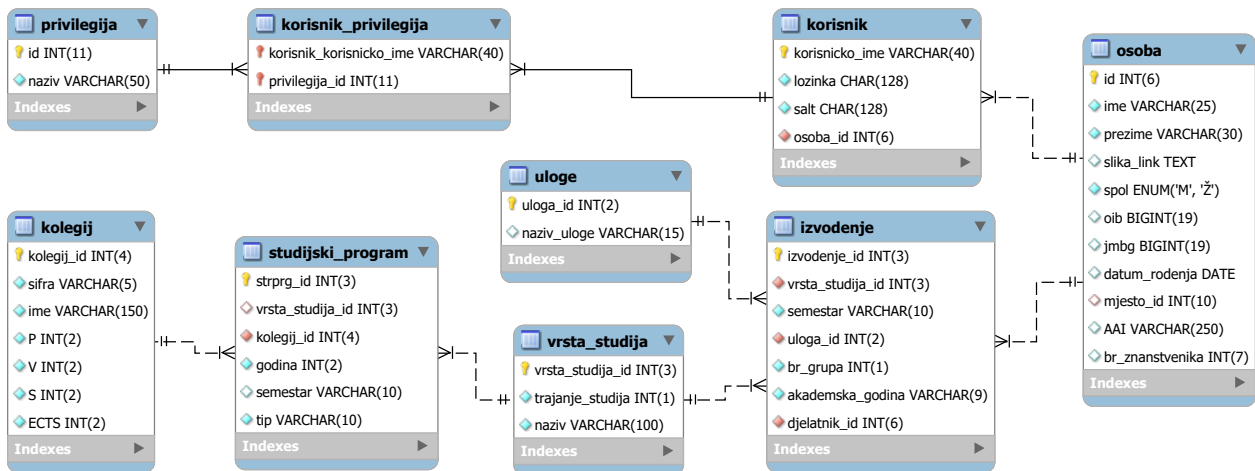 privilegija
id INT(11)
naziv VARCHAR(50)
Indexes
korisnik_privilegija
korisnik_korisnicko_ime VARCHAR(40)
privilegija_id INT(11)
Indexes
korisnik
korisnicko_ime VARCHAR(40)
lozinka CHAR(128)
salt CHAR(128)
osoba_id INT(6)
Indexes
osoba
id INT(6)
ime VARCHAR(25)
prezime VARCHAR(30)
slika_link TEXT
spol ENUM('M', 'Ž')
oib BIGINT(19)
jmbg BIGINT(19)
datum_rodenja DATE
mjesto_id INT(10)
AAI VARCHAR(250)
br_znanstvenika INT(7)
Indexes
kolegij
kolegij_id INT(4)
sifra VARCHAR(5)
ime VARCHAR(150)
P INT(2)
V INT(2)
S INT(2)
ECTS INT(2)
Indexes
studijski_program
strprg_id INT(3)
vrsta_studija_id INT(3)
kolegij_id INT(4)
godina INT(2)
semestar VARCHAR(10)
tip VARCHAR(10)
Indexes
uloge
uloga_id INT(2)
naziv_uloge VARCHAR(15)
Indexes
vrsta_studija
vrsta_studija_id INT(3)
trajanje_studija INT(1)
naziv VARCHAR(100)
Indexes
izvodenje
izvodenje_id INT(3)
vrsta_studija_id INT(3)
semestar VARCHAR(10)
uloga_id INT(2)
br_grupa INT(1)
akademska_godina VARCHAR(9)
djelatnik_id INT(6)
Indexes